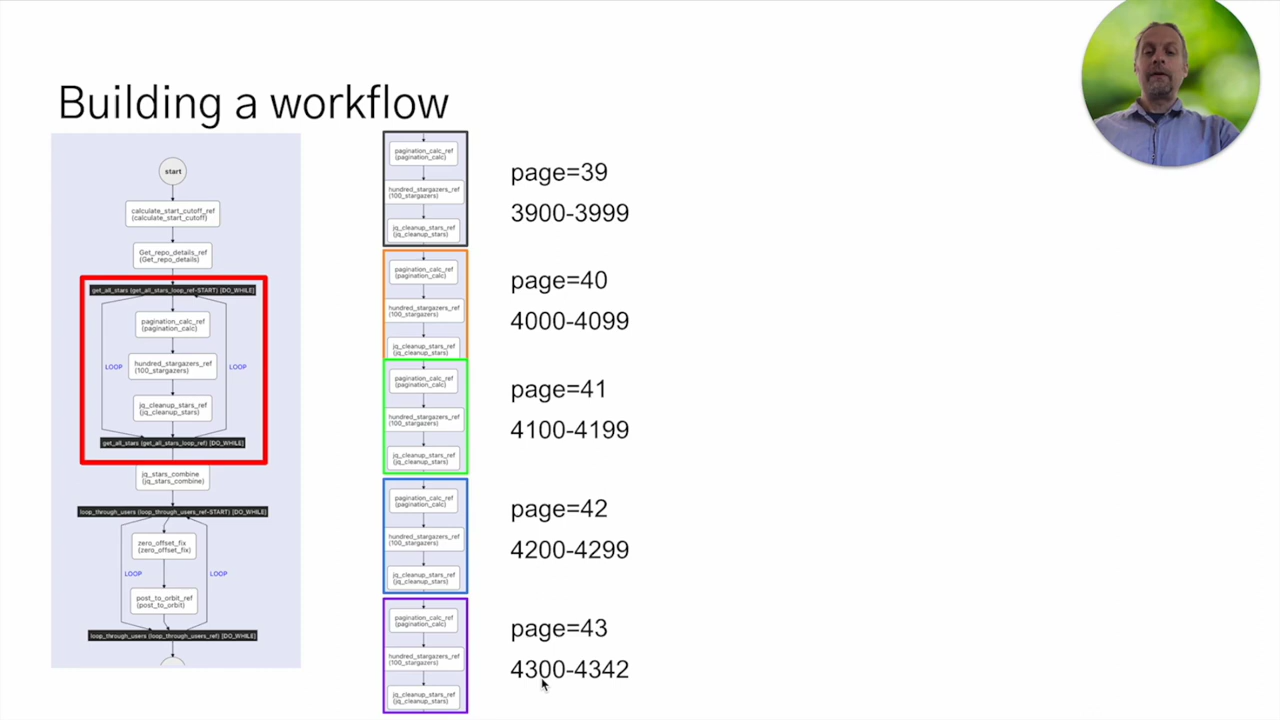 Building a workflow
start
calculate_start_cutoff_ref
(calculate_start_cutoff)
Get_repo_details_ref
(Get_repo_details)
get_all_stars (get_all_stars_loop_ref-START) [DO_WHILE]
pagination_calc_ref
(pagination_calc)
LOOP
hundred_stargazers_ref
(100_stargazers)
LOOP
jq_cleanup_stars_ref
(jq_cleanup_stars)
get_all_stars (get_all_stars_loop_ref) [DO_WHILE]
jq_stars_combine
(jq_stars_combine)
loop_through_users (loop_through_users_ref-START) [DO_WHILE]
zero_offset_fix
(zero_offset_fix)
LOOP
LOOP
post_to_orbit_ref
(post_to_orbit)
loop_through_users (loop_through_users_ref) [DO_WHILE]
pagination_calc_ref
(pagination_calc)
hundred_stargazers_ref
(100_stargazers)
jq_cleanup_stars_ref
(jq_cleanup_stars)
page=39
3900-3999
pagination_calc_ref
(pagination_calc)
hundred_stargazers_ref
(100_stargazers)
jq_cleanup_stars_ref
(jq_cleanup_stars)
page=40
4000-4099
pagination_calc_ref
(pagination_calc)
hundred_stargazers_ref
(100_stargazers)
jq_cleanup_stars_ref
(jq_cleanup_stars)
page=41
4100-4199
pagination_calc_ref
(pagination_calc)
hundred_stargazers_ref
(100_stargazers)
jq_cleanup_stars_ref
(jq_cleanup_stars)
page=42
4200-4299
pagination_calc_ref
(pagination_calc)
hundred_stargazers_ref
(100_stargazers)
jq_cleanup_stars_ref
(jq_cleanup_stars)
page=43
4300-4342